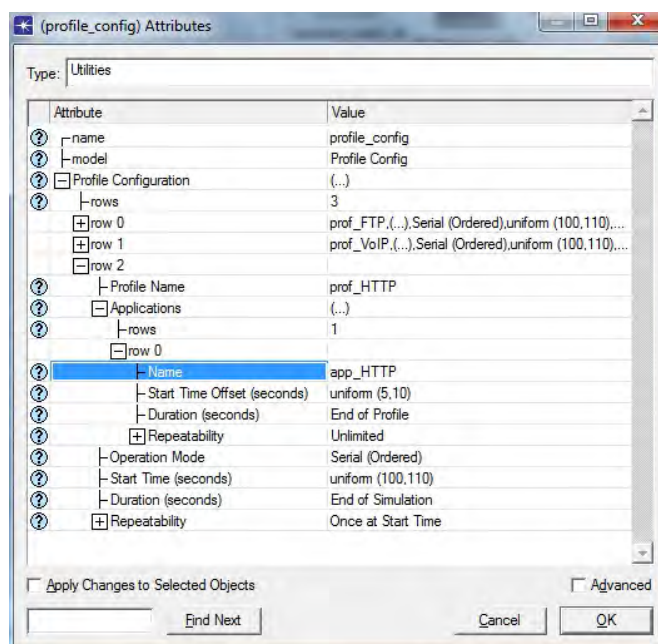 (profile_config) Attributes
Type: Utilities
Attribute Value
name profile_config
model Profile Config
Profile Configuration (...)
rows 3
row 0 prof_FTP,(...),Serial (Ordered),uniform (100,110),...
row 1 prof_VoIP,(...),Serial (Ordered),uniform (100,110),...
row 2
Profile Name prof_HTTP
Applications (...)
rows 1
row 0
Name app_HTTP
Start Time Offset (seconds) uniform (5,10)
Duration (seconds) End of Profile
Repeatability Unlimited
Operation Mode Serial (Ordered)
Start Time (seconds) uniform (100,110)
Duration (seconds) End of Simulation
Repeatability Once at Start Time
Apply Changes to Selected Objects Advanced
Find Next Cancel OK